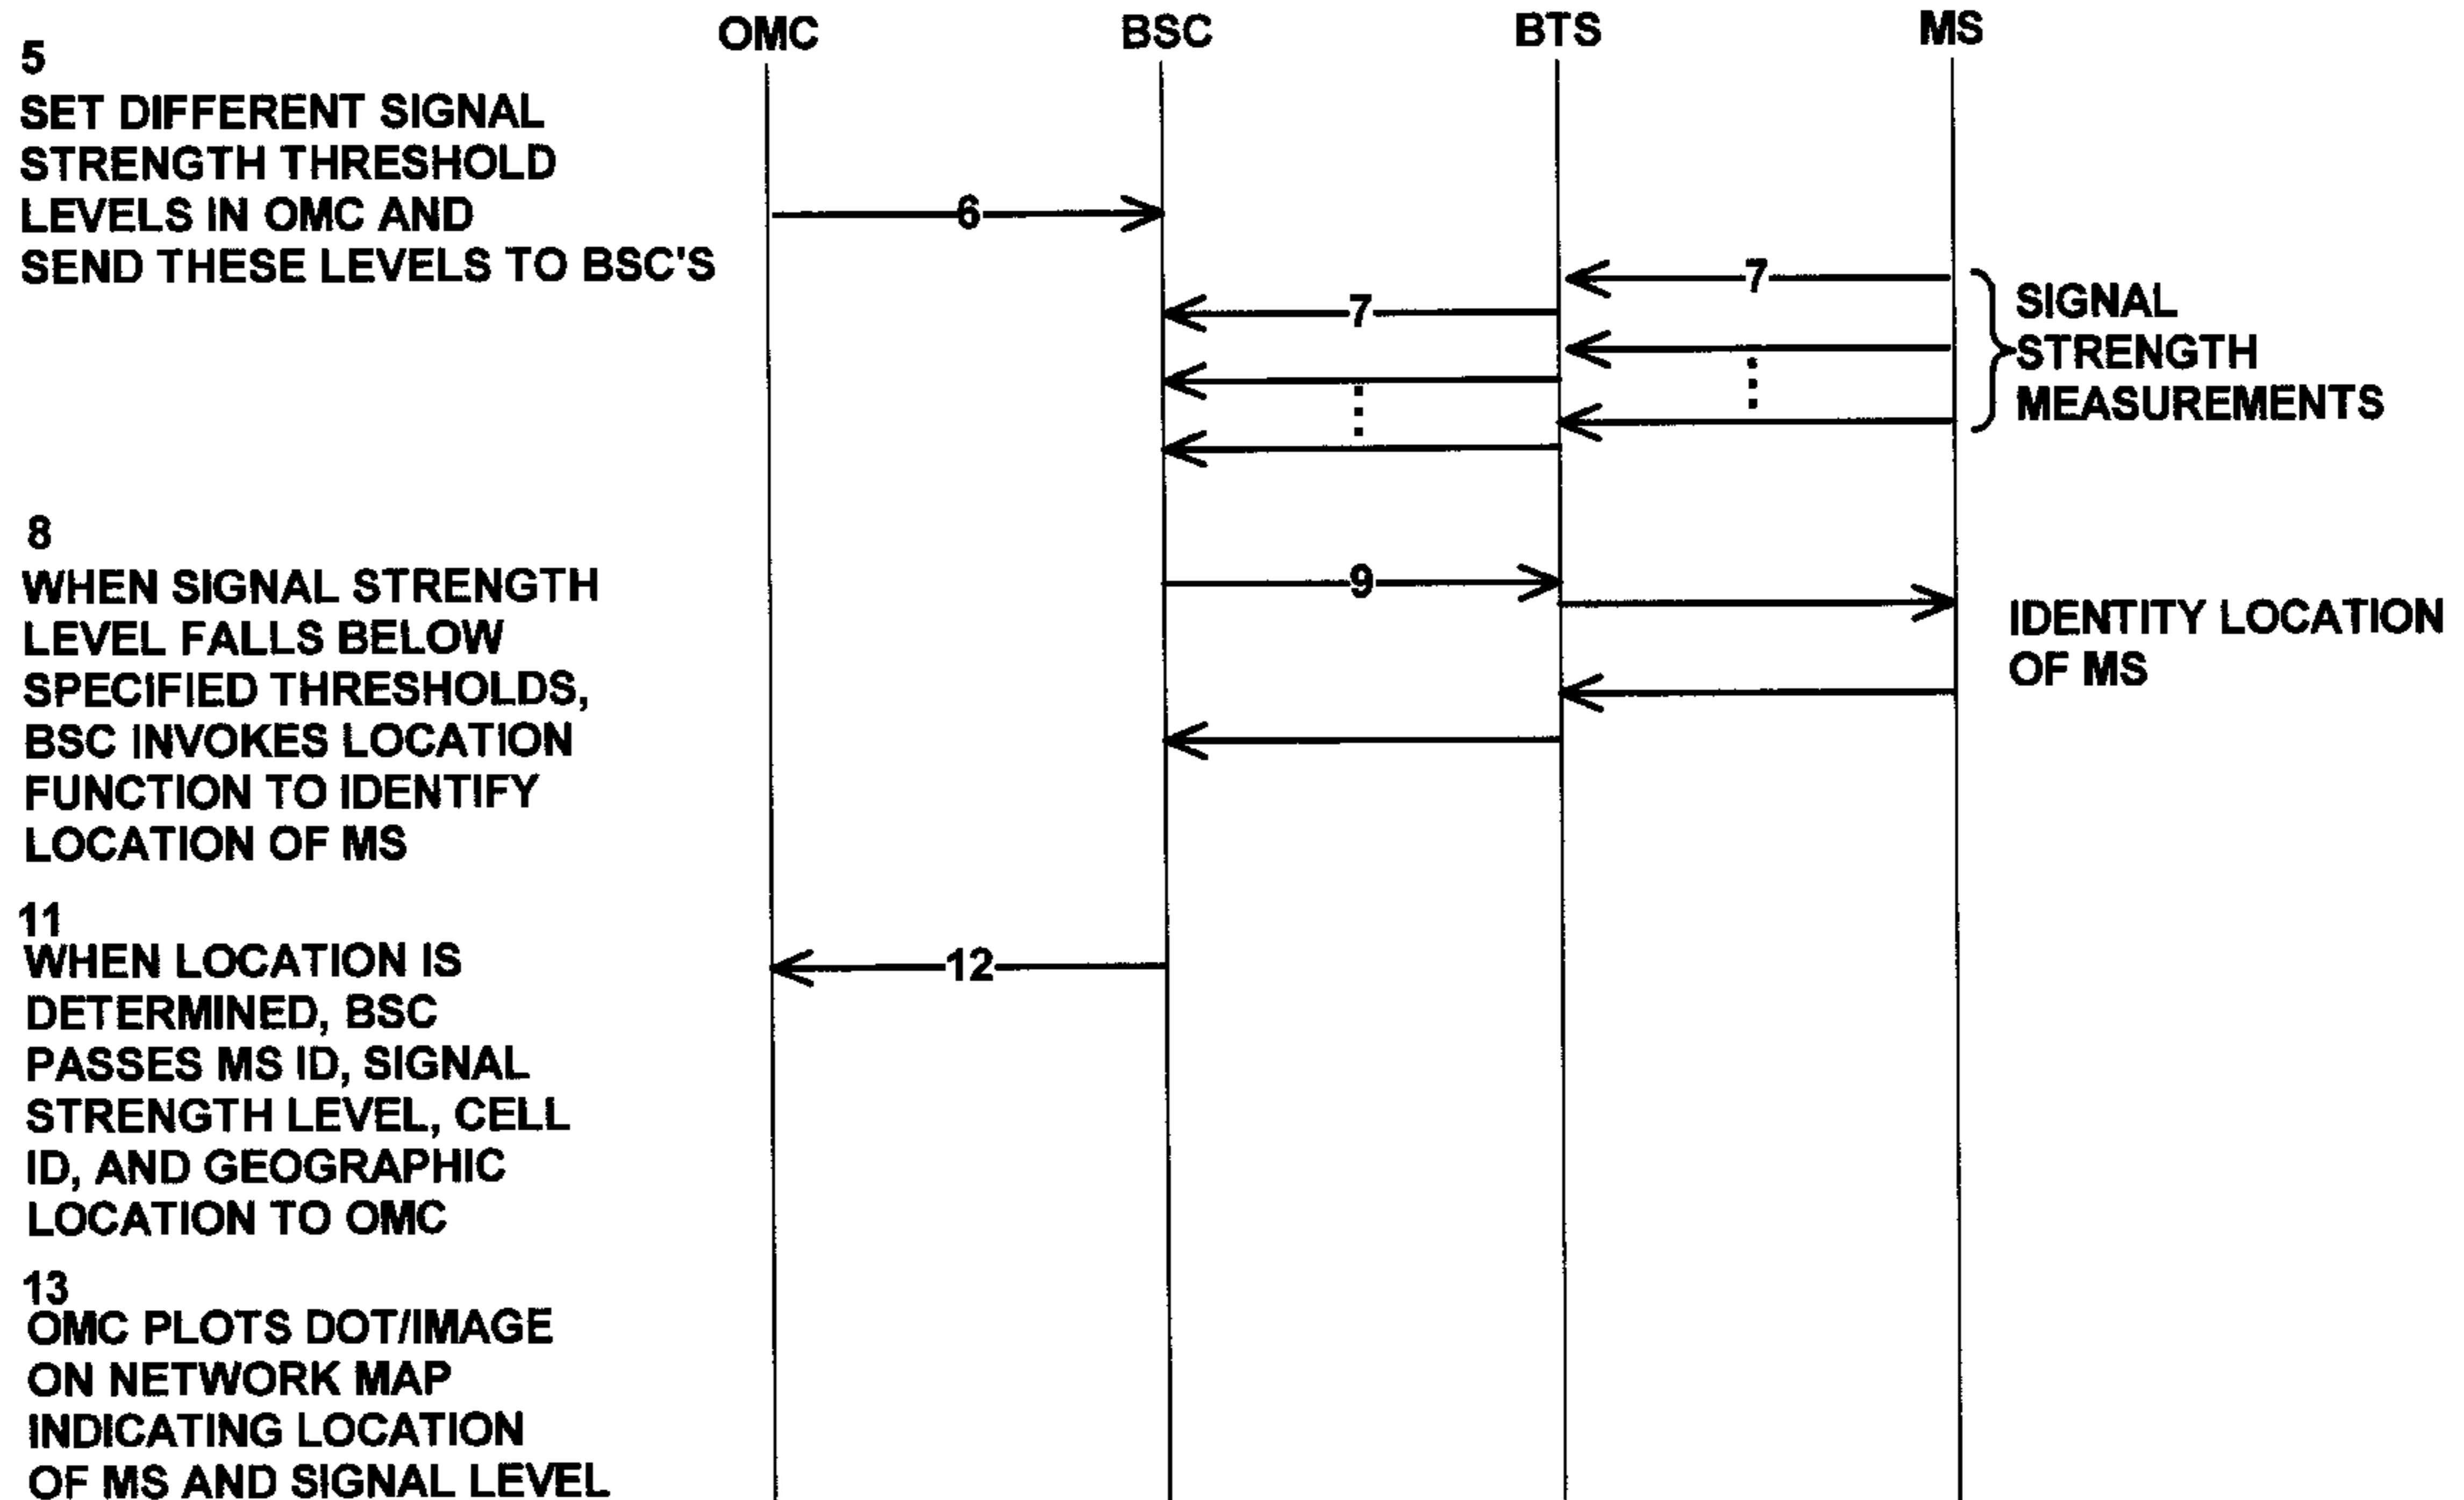 OMC BSC BTS MS
5
SET DIFFERENT SIGNAL
STRENGTH THRESHOLD
LEVELS IN OMC AND
SEND THESE LEVELS TO BSC'S
6
7
7
SIGNAL
STRENGTH
MEASUREMENTS
8
WHEN SIGNAL STRENGTH
LEVEL FALLS BELOW
SPECIFIED THRESHOLDS,
BSC INVOKES LOCATION
FUNCTION TO IDENTIFY
LOCATION OF MS
9
IDENTITY LOCATION
OF MS
11
WHEN LOCATION IS
DETERMINED, BSC
PASSES MS ID, SIGNAL
STRENGTH LEVEL, CELL
ID, AND GEOGRAPHIC
LOCATION TO OMC
12
13
OMC PLOTS DOT/IMAGE
ON NETWORK MAP
INDICATING LOCATION
OF MS AND SIGNAL LEVEL